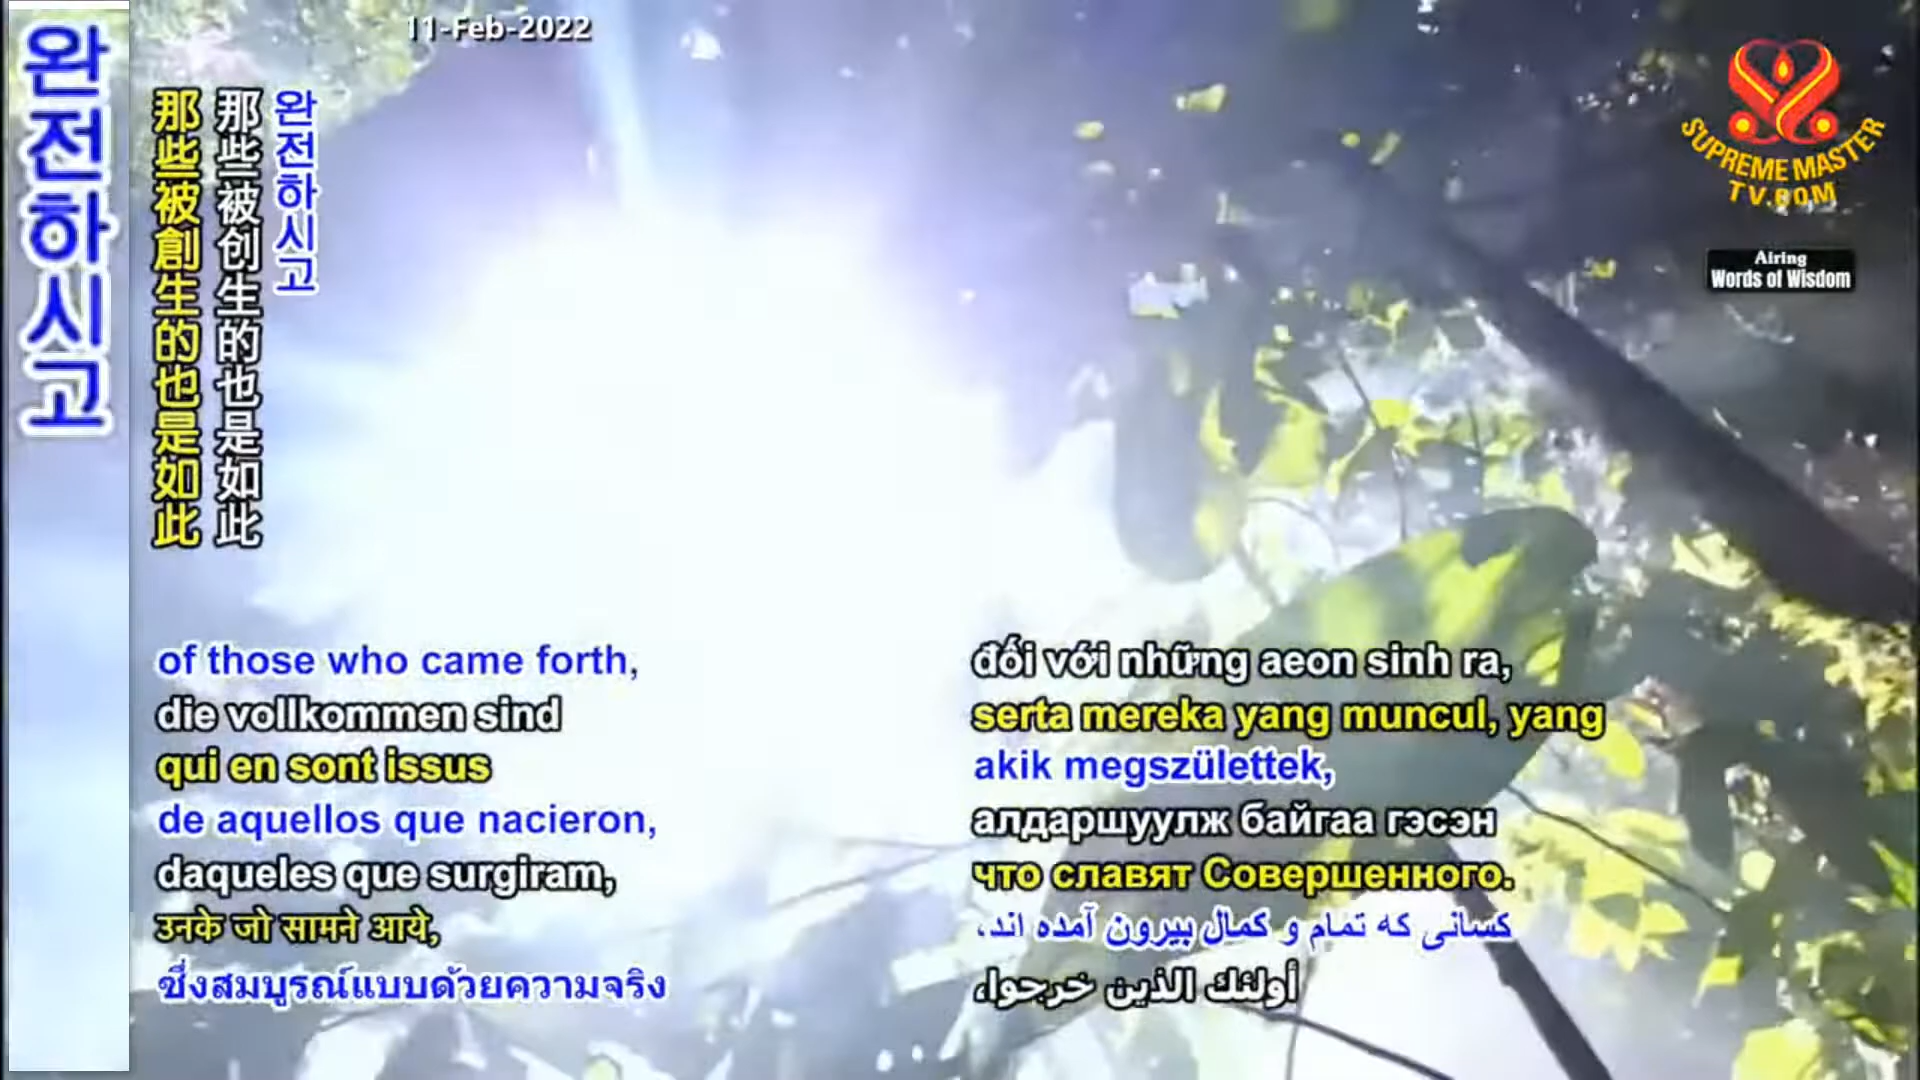 11-Feb-2022
완전하시고
那些被創生的也是如此
那些被创生的也是如此
완전하시고
SUPREME MASTER
TV.COM
Airing
Words of Wisdom
of those who came forth,
die vollkommen sind
qui en sont issus
de aquellos que nacieron,
daqueles que surgiram,
उनके जो सामने आये,
ซึ่งสมบูรณ์แบบด้วยความจริง
đối với những aeon sinh ra,
serta mereka yang muncul, yang
akik megszülettek,
алдаршуулж байгаа гэсэн
что славят Совершенного.
کسانی که تمام و کمال بیرون آمده اند،
أولئك الذين خرجوا،